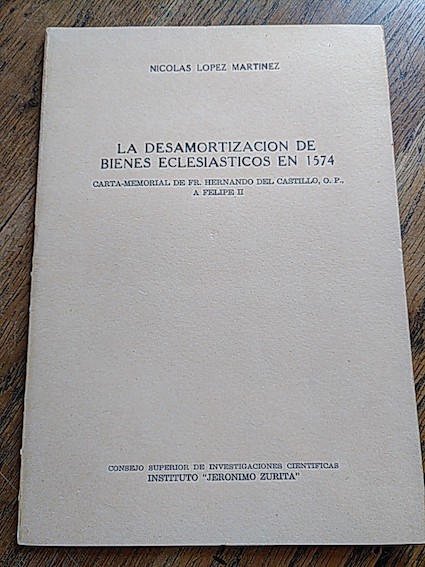 NICOLAS LOPEZ MARTINEZ
LA DESAMORTIZACION DE
BIENES ECLESIASTICOS EN 1574
CARTA-MEMORIAL DE FR. HERNANDO DEL CASTILLO, O. P.,
A FELIPE II
CONSEJO SUPERIOR DE INVESTIGACIONES CIENTIFICAS
INSTITUTO "JERONIMO ZURITA"